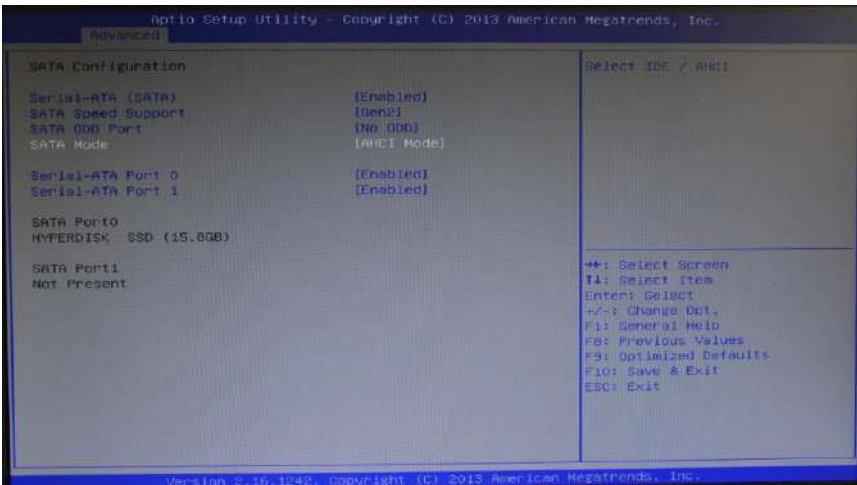 Aptio Setup Utility - Copyright (C) 2013 American Megatrends, Inc.
Advanced
SATA Configuration
Select IDE / AHCI
Serial-ATA (SATA) [Enabled]
SATA Speed Support [Gen2]
SATA ODD Port [No ODD]
SATA Mode [AHCI Mode]
Serial-ATA Port 0 [Enabled]
Serial-ATA Port 1 [Enabled]
SATA Port0
HYPERDISK SSD (15.8GB)
SATA Port1
Not Present
→←: Select Screen
↑↓: Select Item
Enter: Select
+/-: Change Opt.
F1: General Help
F8: Previous Values
F9: Optimized Defaults
F10: Save & Exit
ESC: Exit
Version 2.16.1242. Copyright (C) 2013 American Megatrends, Inc.